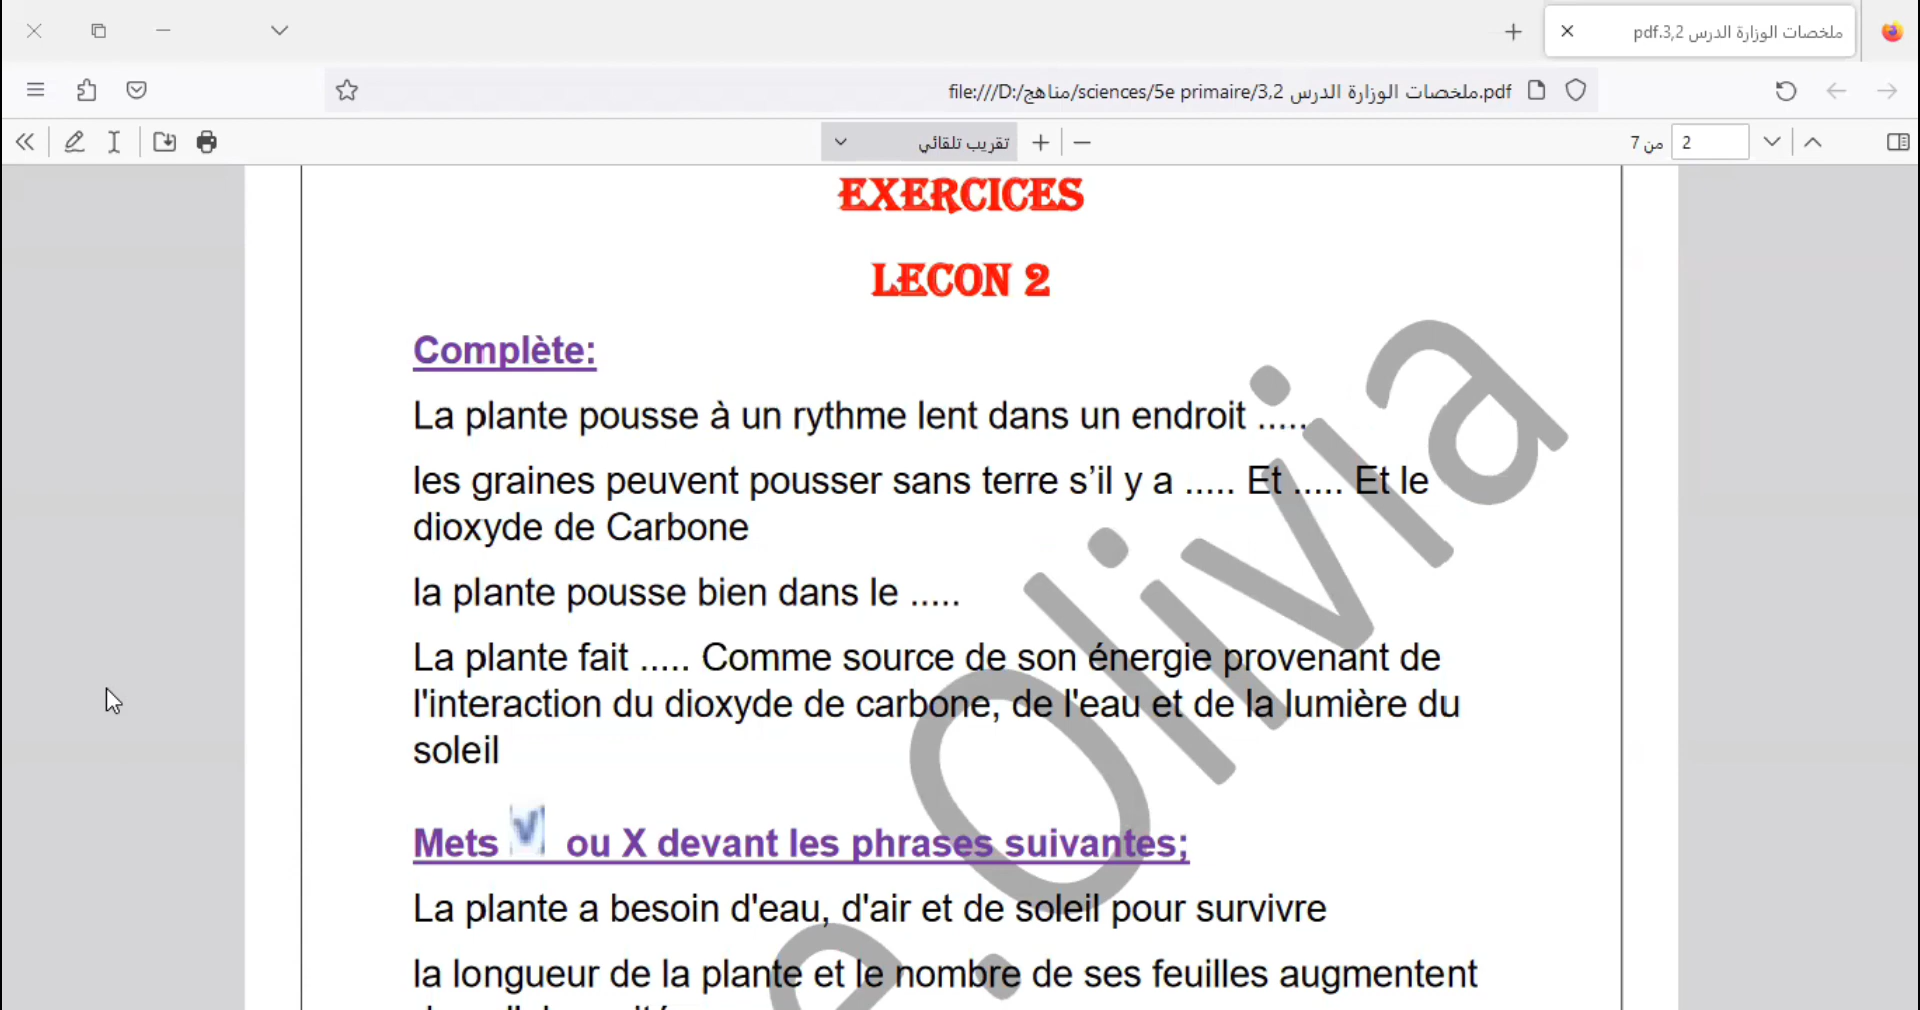 ملخصات الوزارة الدرس 3,2.pdf
file:///D:/مناهج/sciences/5e primaire/3,2 ملخصات الوزارة الدرس.pdf
تقريب تلقائي
2
من 7
EXERCICES
LECON 2
Complète:
La plante pousse à un rythme lent dans un endroit .....
les graines peuvent pousser sans terre s’il y a ..... Et ..... Et le
dioxyde de Carbone
la plante pousse bien dans le .....
La plante fait ..... Comme source de son énergie provenant de
l'interaction du dioxyde de carbone, de l'eau et de la lumière du
soleil
Mets √ ou X devant les phrases suivantes;
La plante a besoin d'eau, d'air et de soleil pour survivre
la longueur de la plante et le nombre de ses feuilles augmentent
e.Olivia